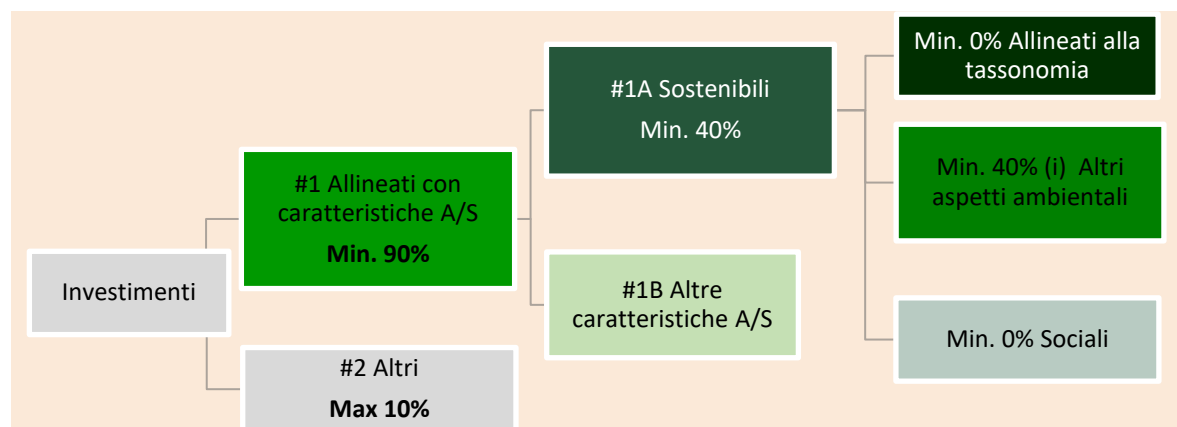 Investimenti
#1 Allineati con
caratteristiche A/S
Min. 90%
#2 Altri
Max 10%
#1A Sostenibili
Min. 40%
#1B Altre
caratteristiche A/S
Min. 0% Allineati alla
tassonomia
Min. 40% (i) Altri
aspetti ambientali
Min. 0% Sociali